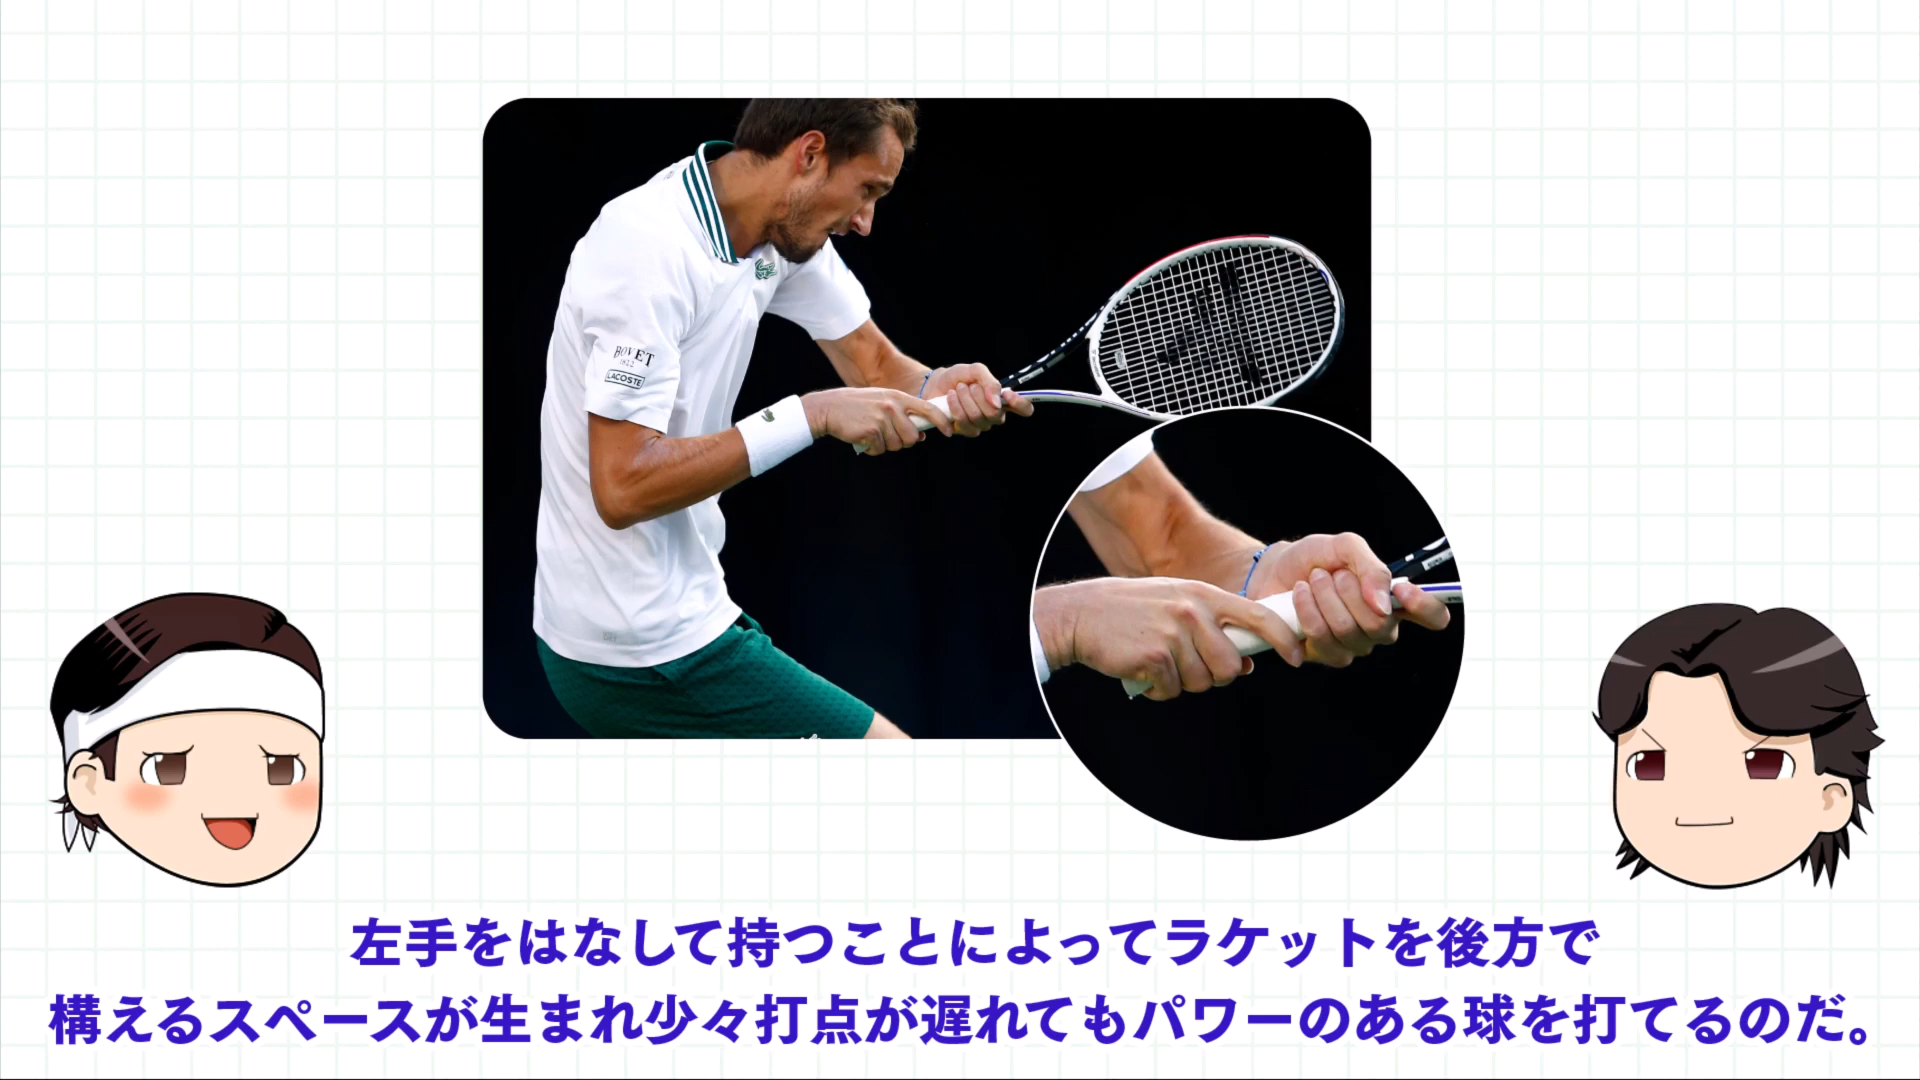 BOVET
1822
LACOSTE
左手をはなして持つことによってラケットを後方で
構えるスペースが生まれ少々打点が遅れてもパワーのある球を打てるのだ。